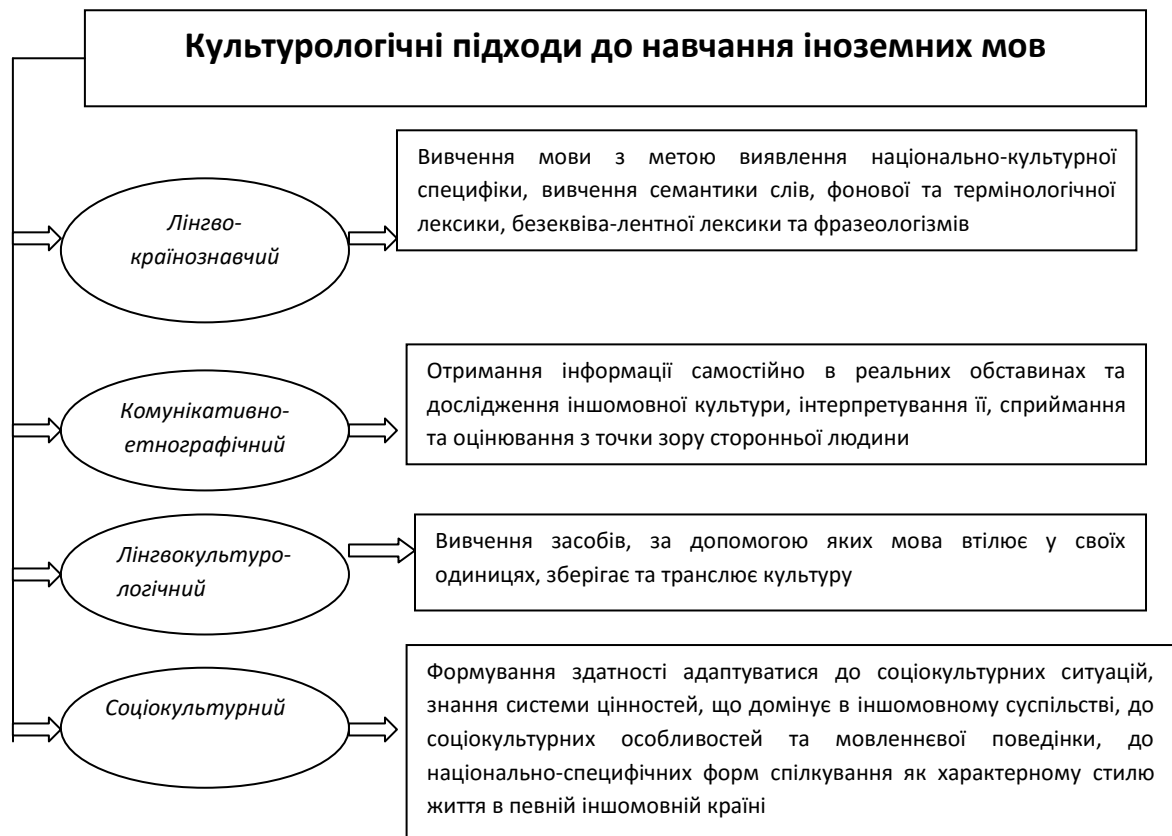 Культурологічні підходи до навчання іноземних мов
Лінгво-
країнознавчий
Вивчення мови з метою виявлення національно-культурної
специфіки, вивчення семантики слів, фонової та термінологічної
лексики, безеквіва-лентної лексики та фразеологізмів
Комунікативно-
етнографічний
Отримання інформації самостійно в реальних обставинах та
дослідження іншомовної культури, інтерпретування її, сприймання
та оцінювання з точки зору сторонньої людини
Лінгвокультуро-
логічний
Вивчення засобів, за допомогою яких мова втілює у своїх
одиницях, зберігає та транслює культуру
Соціокультурний
Формування здатності адаптуватися до соціокультурних ситуацій,
знання системи цінностей, що домінує в іншомовному суспільстві, до
соціокультурних особливостей та мовленнєвої поведінки, до
національно-специфічних форм спілкування як характерному стилю
життя в певній іншомовній країні